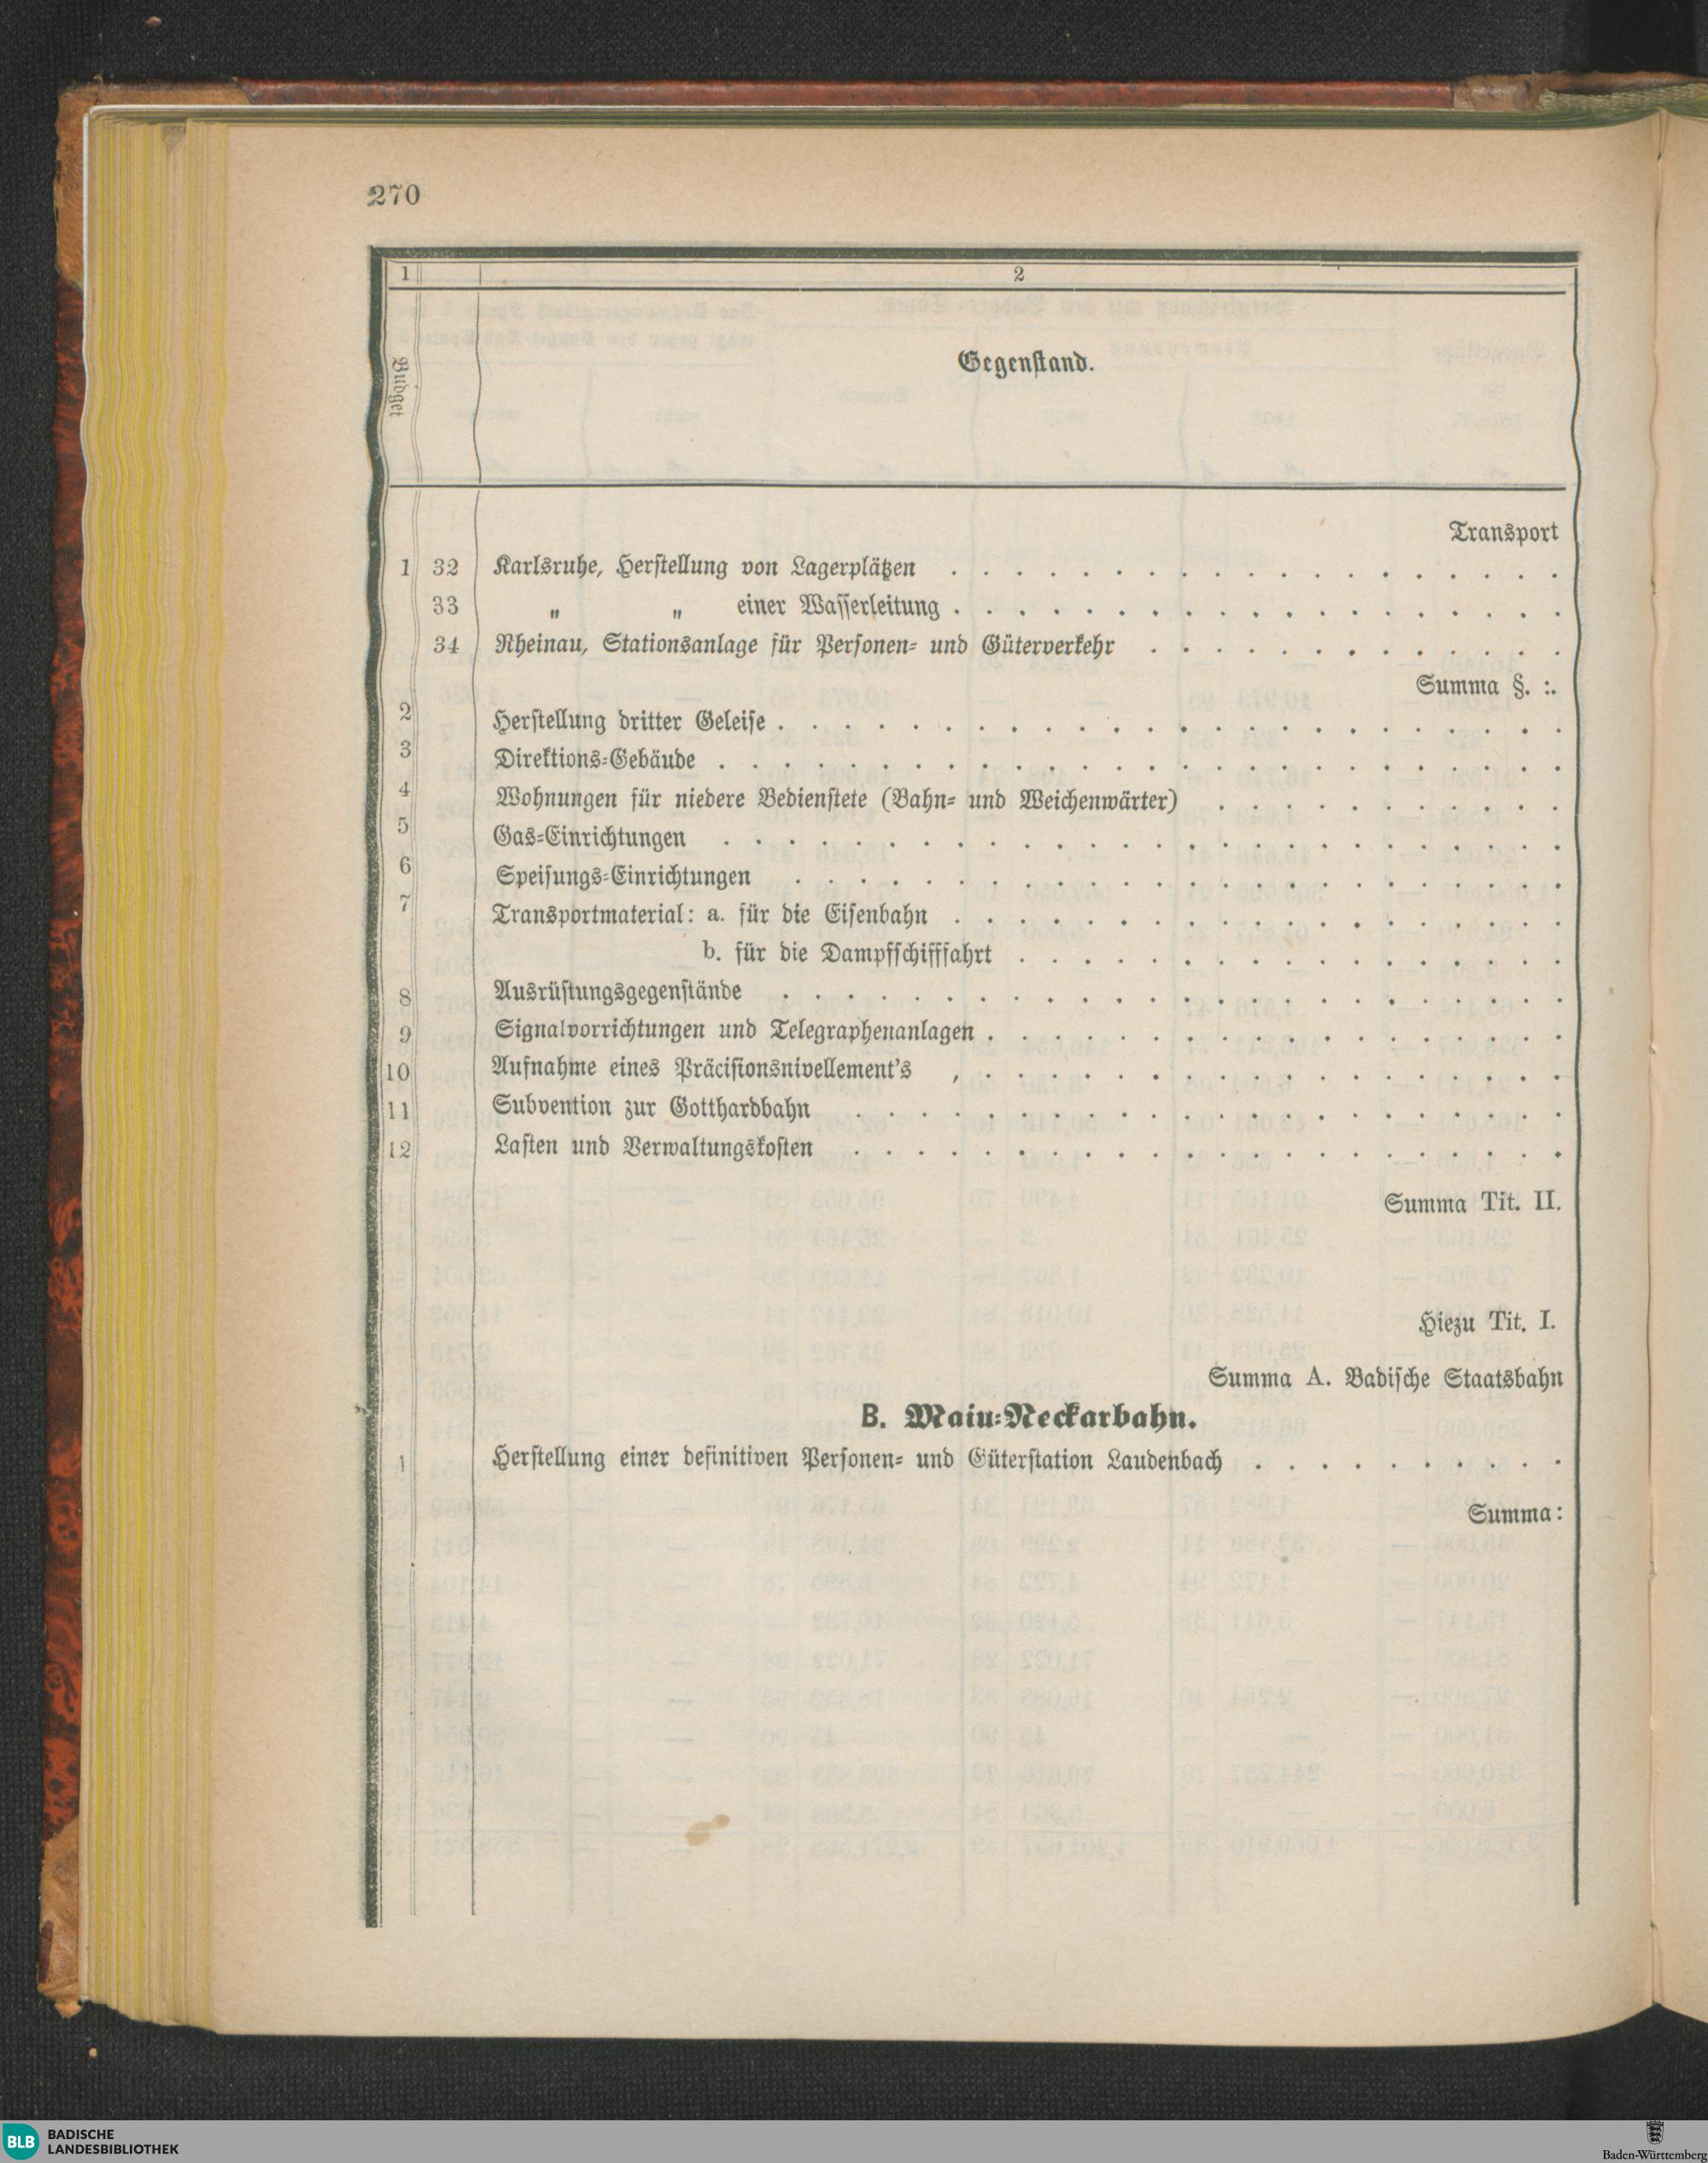 270
1 2
Budget
Gegenstand.
Transport
1 32 Karlsruhe, Herstellung von Lagerplätzen . . . . . . . . . . . . . . . . . . .
33 „ „ einer Wasserleitung . . . . . . . . . . . . . . . . . . .
34 Rheinau, Stationsanlage für Personen- und Güterverkehr . . . . . . . . . . . . .
Summa §. :.
2 Herstellung dritter Geleise . . . . . . . . . . . . . . . . . . . . . . . .
3 Direktions-Gebäude . . . . . . . . . . . . . . . . . . . . . . . . . .
4 Wohnungen für niedere Bedienstete (Bahn- und Weichenwärter) . . . . . . . . . . .
5 Gas-Einrichtungen . . . . . . . . . . . . . . . . . . . . . . . . . .
6 Speisungs-Einrichtungen . . . . . . . . . . . . . . . . . . . . . . . .
7 Transportmaterial: a. für die Eisenbahn . . . . . . . . . . . . . . . . . . .
b. für die Dampfschifffahrt . . . . . . . . . . . . . . . . .
8 Ausrüstungsgegenstände . . . . . . . . . . . . . . . . . . . . . . . .
9 Signalvorrichtungen und Telegraphenanlagen . . . . . . . . . . . . . . . . . .
10 Aufnahme eines Präcisionsnivellement's , . . . . . . . . . . . . . . . . . .
11 Subvention zur Gotthardbahn . . . . . . . . . . . . . . . . . . . . . .
12 Lasten und Verwaltungskosten . . . . . . . . . . . . . . . . . . . . . .
Summa Tit. II.
Hiezu Tit. I.
Summa A. Badische Staatsbahn
B. Main-Neckarbahn.
1 Herstellung einer definitiven Personen- und Güterstation Laudenbach . . . . . . . . . .
Summa:
BLB BADISCHE
LANDESBIBLIOTHEK
Baden-Württemberg